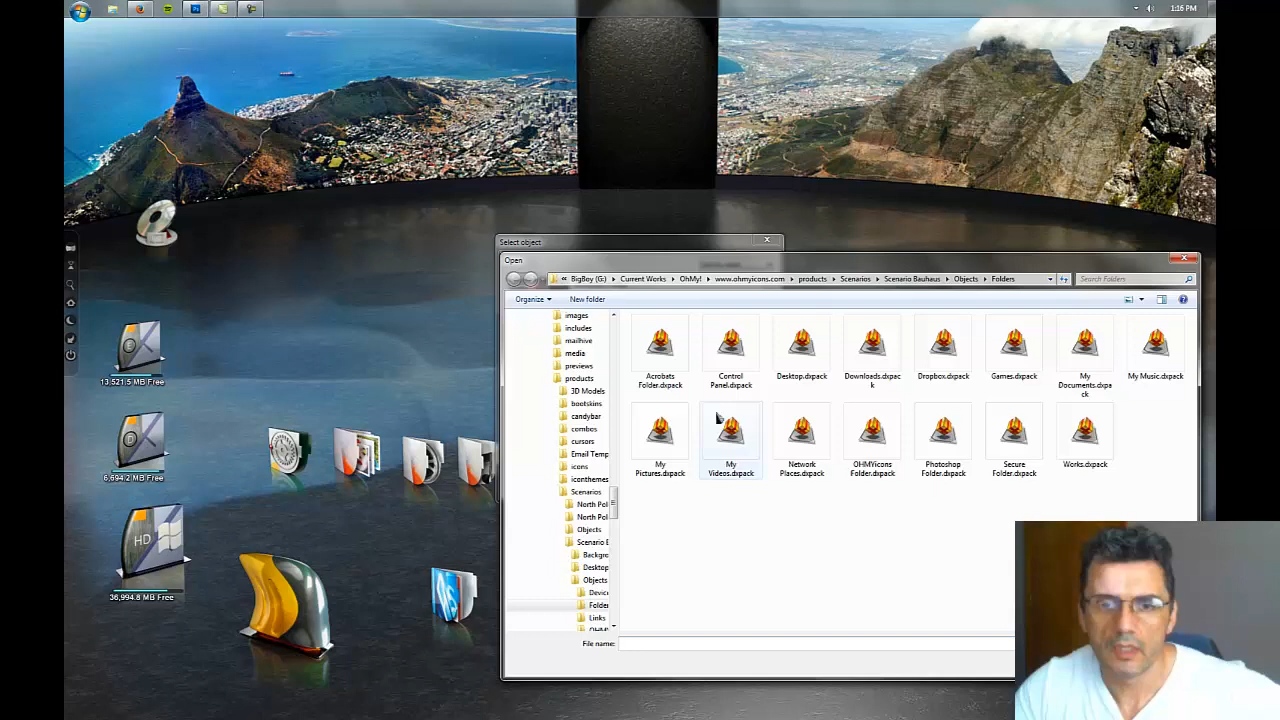 1:16 PM
Select object
Open
« BigBoy (G:) ▸ Current Works ▸ OhMy! ▸ www.ohmyicons.com ▸ products ▸ Scenarios ▸ Scenario Bauhaus ▸ Objects ▸ Folders
Search Folders
Organize
New folder
images
includes
mailhive
media
previews
products
3D Models
bootskins
candybar
combos
cursors
Email Temp
icons
iconthemes
Scenarios
North Pol
North Pol
Objects
Scenario B
Backgro
Desktop
Objects
Device
Folder
Links
Acrobats
Folder.dxpack
Control
Panel.dxpack
Desktop.dxpack
Downloads.dxpac
k
Dropbox.dxpack
Games.dxpack
My
Documents.dxpa
ck
My Music.dxpack
My
Pictures.dxpack
My
Videos.dxpack
Network
Places.dxpack
OHMYicons
Folder.dxpack
Photoshop
Folder.dxpack
Secure
Folder.dxpack
Works.dxpack
File name:
13,521.5 MB Free
6,694.2 MB Free
HD
36,994.8 MB Free